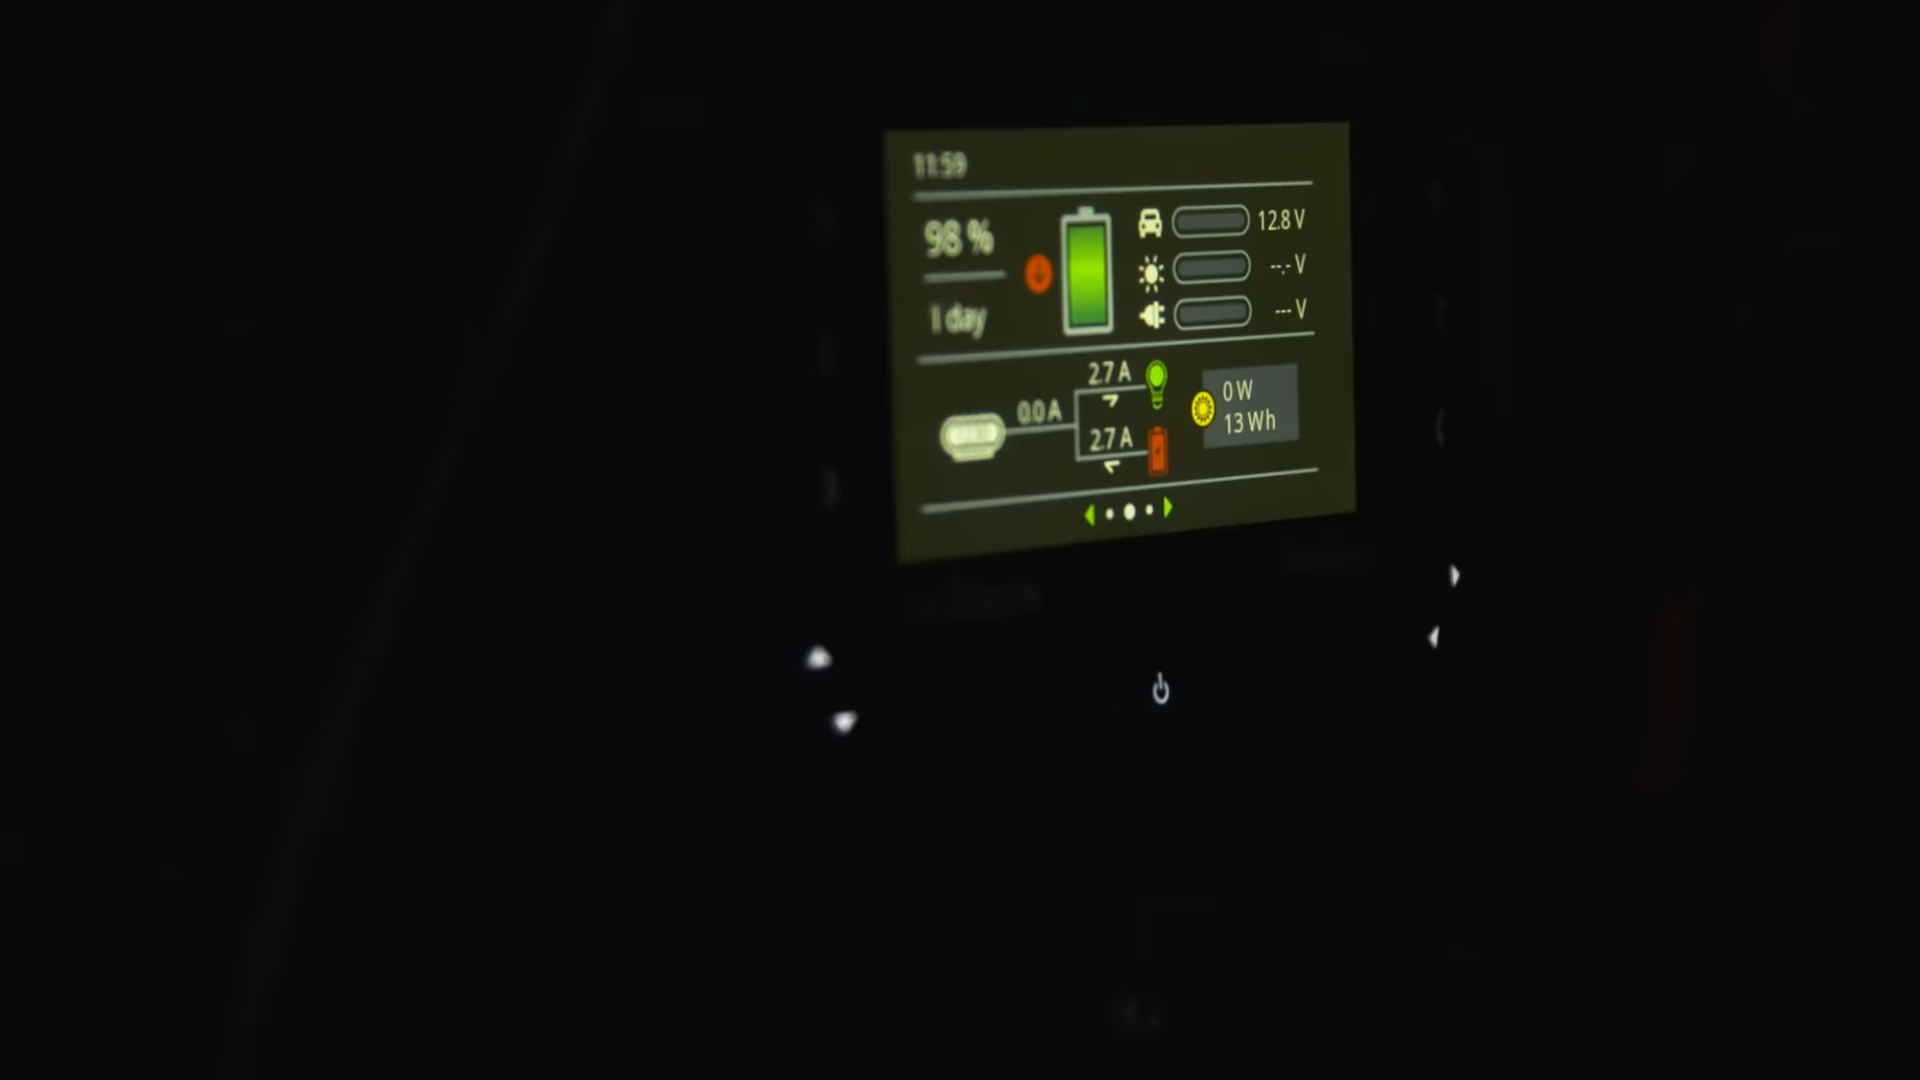 11:59
98 %
1 day
12.8 V
--.- V
--- V
2.7 A
0.0 A
2.7 A
0 W
13 Wh